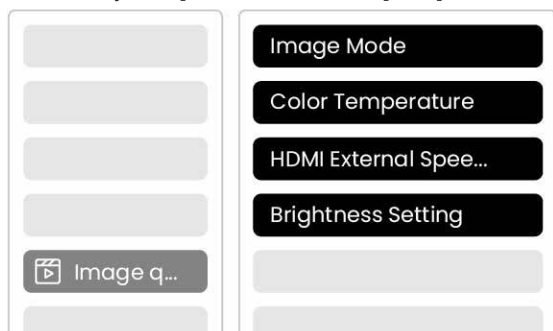 Image Mode
Color Temperature
HDMI External Spee...
Brightness Setting
Image q...